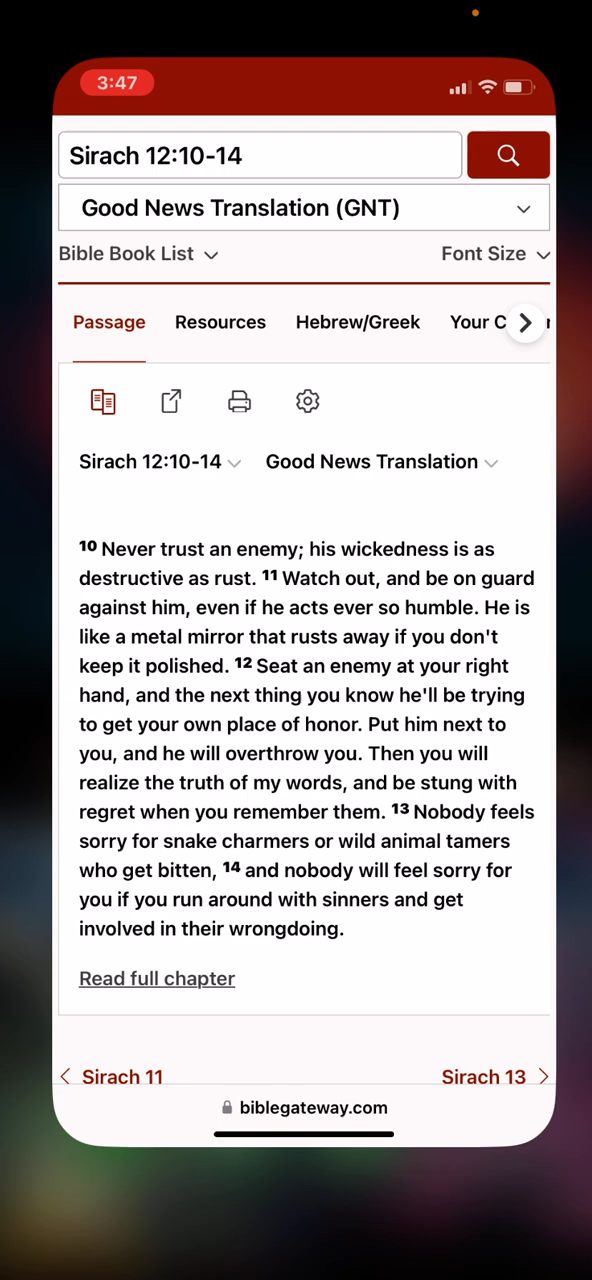 3:47
Sirach 12:10-14
Good News Translation (GNT)
Bible Book List
Font Size
Passage Resources Hebrew/Greek Your C
Sirach 12:10-14 Good News Translation
10 Never trust an enemy; his wickedness is as
destructive as rust. 11 Watch out, and be on guard
against him, even if he acts ever so humble. He is
like a metal mirror that rusts away if you don't
keep it polished. 12 Seat an enemy at your right
hand, and the next thing you know he'll be trying
to get your own place of honor. Put him next to
you, and he will overthrow you. Then you will
realize the truth of my words, and be stung with
regret when you remember them. 13 Nobody feels
sorry for snake charmers or wild animal tamers
who get bitten, 14 and nobody will feel sorry for
you if you run around with sinners and get
involved in their wrongdoing.
Read full chapter
Sirach 11 Sirach 13
biblegateway.com